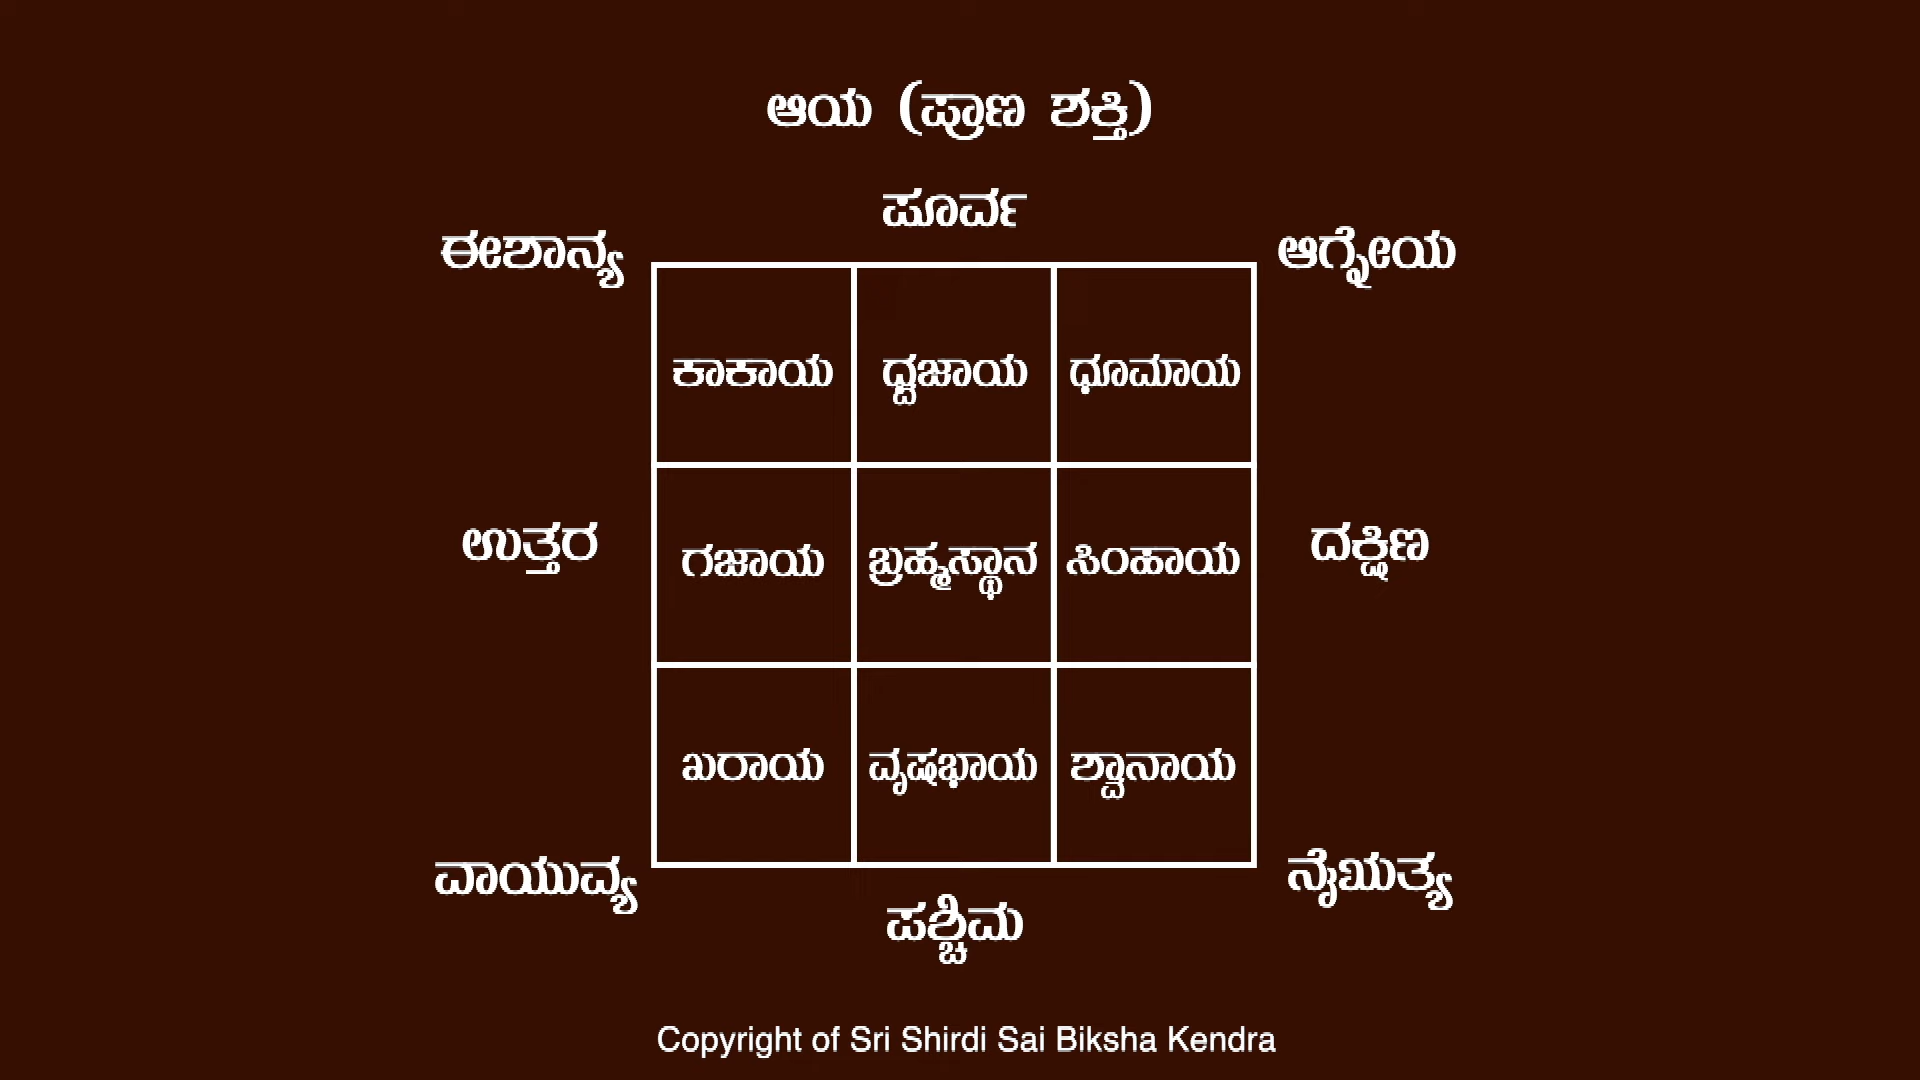 ಆಯ (ಪ್ರಾಣ ಶಕ್ತಿ)
ಪೂರ್ವ
ಈಶಾನ್ಯ
ಆಗ್ನೇಯ
ಕಾಕಾಯ
ಧ್ವಜಾಯ
ಧೂಮಾಯ
ಉತ್ತರ
ಗಜಾಯ
ಬ್ರಹ್ಮಸ್ಥಾನ
ಸಿಂಹಾಯ
ದಕ್ಷಿಣ
ಖರಾಯ
ವೃಷಭಾಯ
ಶ್ವಾನಾಯ
ವಾಯುವ್ಯ
ನೈಋತ್ಯ
ಪಶ್ಚಿಮ
Copyright of Sri Shirdi Sai Biksha Kendra